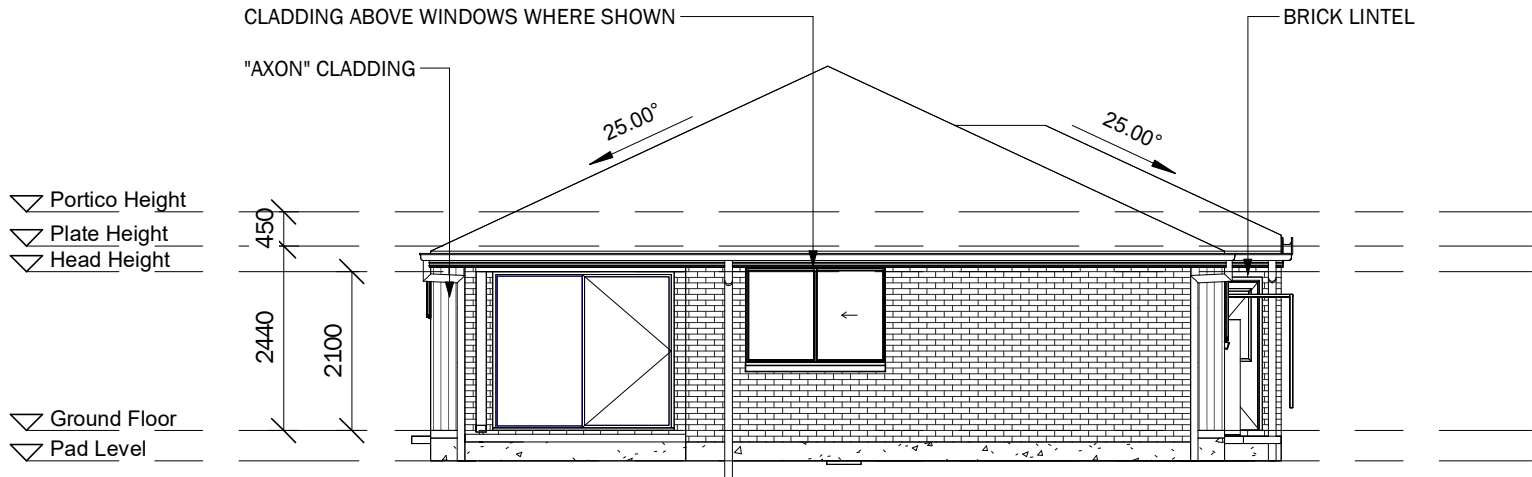 CLADDING ABOVE WINDOWS WHERE SHOWN
BRICK LINTEL
"AXON" CLADDING
25.00°
25.00°
Portico Height
Plate Height
Head Height
450
2440
2100
Ground Floor
Pad Level